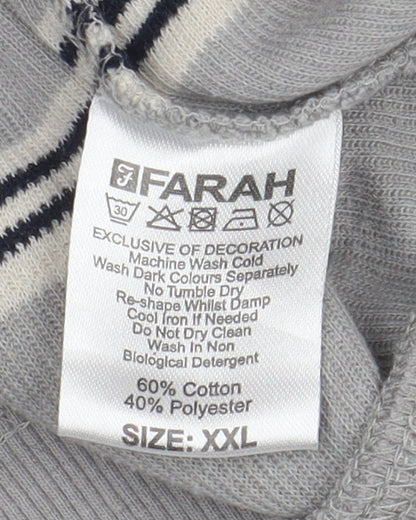 F FARAH
30
EXCLUSIVE OF DECORATION
Machine Wash Cold
Wash Dark Colours Separately
No Tumble Dry
Re-shape Whilst Damp
Cool Iron If Needed
Do Not Dry Clean
Wash In Non
Biological Detergent
60% Cotton
40% Polyester
SIZE: XXL